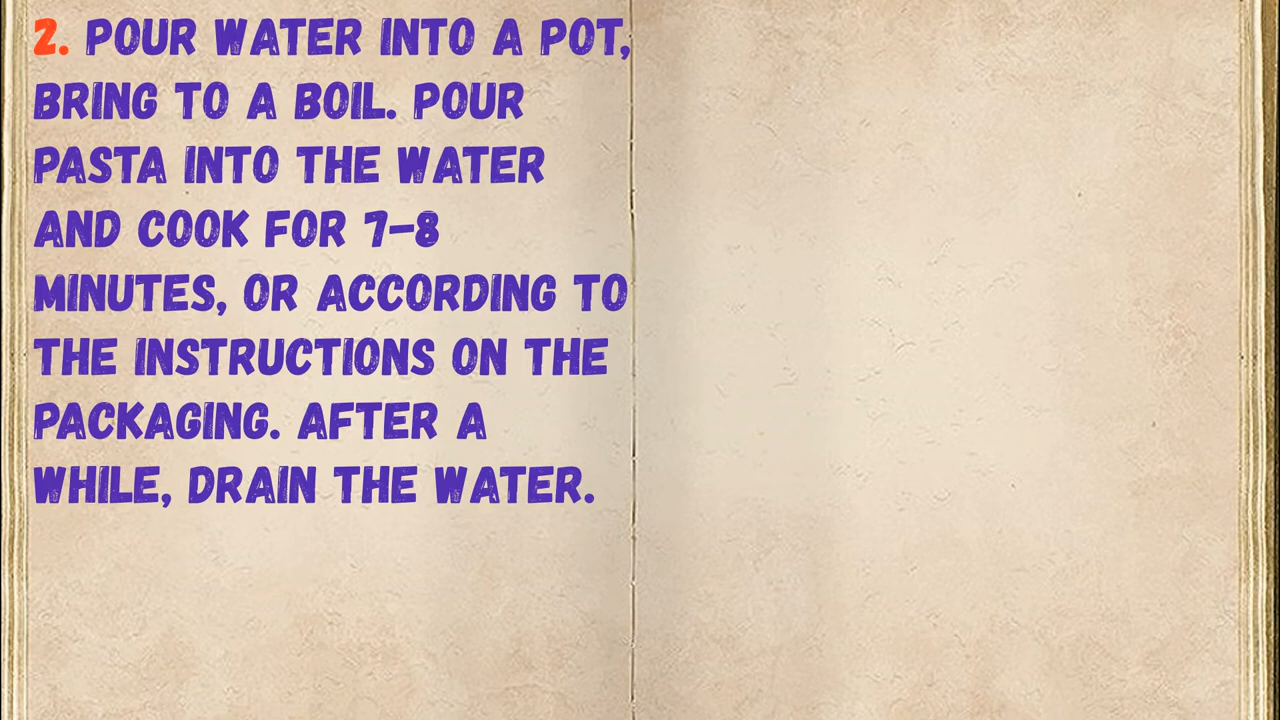 2. POUR WATER INTO A POT,
BRING TO A BOIL. POUR
PASTA INTO THE WATER
AND COOK FOR 7-8
MINUTES, OR ACCORDING TO
THE INSTRUCTIONS ON THE
PACKAGING. AFTER A
WHILE, DRAIN THE WATER.